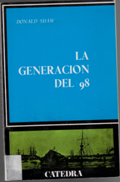 DONALD SHAW
LA
GENERACION
DEL 98
CATEDRA